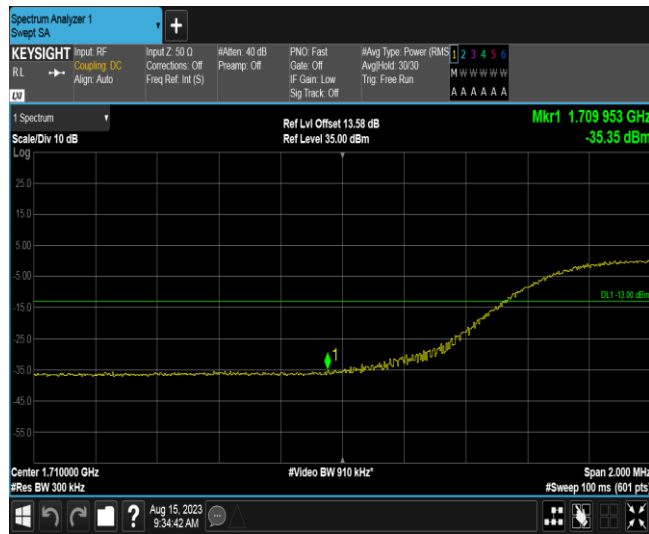 Spectrum Analyzer 1
Swept SA
KEYSIGHT
RL
LXI
Input: RF
Coupling: DC
Align: Auto
Input Z: 50 Ω
Corrections: Off
Freq Ref: Int (S)
#Atten: 40 dB
Preamp: Off
PNO: Fast
Gate: Off
IF Gain: Low
Sig Track: Off
#Avg Type: Power (RMS
Avg|Hold: 30/30
Trig: Free Run
1 2 3 4 5 6
M W W W W W
A A A A A A
1 Spectrum
Scale/Div 10 dB
Log
Ref Lvl Offset 13.58 dB
Ref Level 35.00 dBm
Mkr1 1.709 953 GHz
-35.35 dBm
25.0
15.0
5.00
-5.00
-15.0
-25.0
-35.0
-45.0
-55.0
DL1 -13.00 dBm
1
Center 1.710000 GHz
#Res BW 300 kHz
#Video BW 910 kHz*
Span 2.000 MHz
#Sweep 100 ms (601 pts
?
Aug 15, 2023
9:34:42 AM